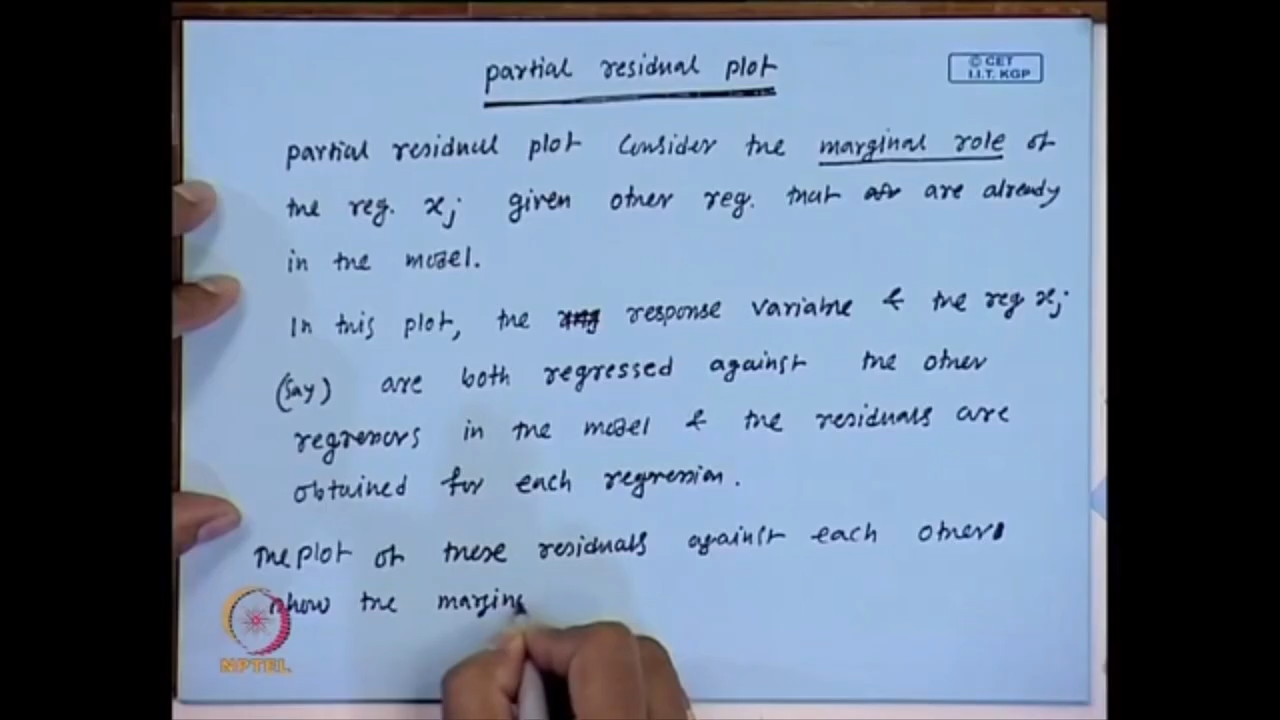 partial residual plot
© CET
I.I.T. KGP
partial residual plot consider the marginal role of
the reg. xj given other reg. that are already
in the model.
In this plot, the response variable & the reg xj
(say) are both regressed against the other
regressors in the model & the residuals are
obtained for each regression.
The plot of these residuals against each other
show the margina
NPTEL